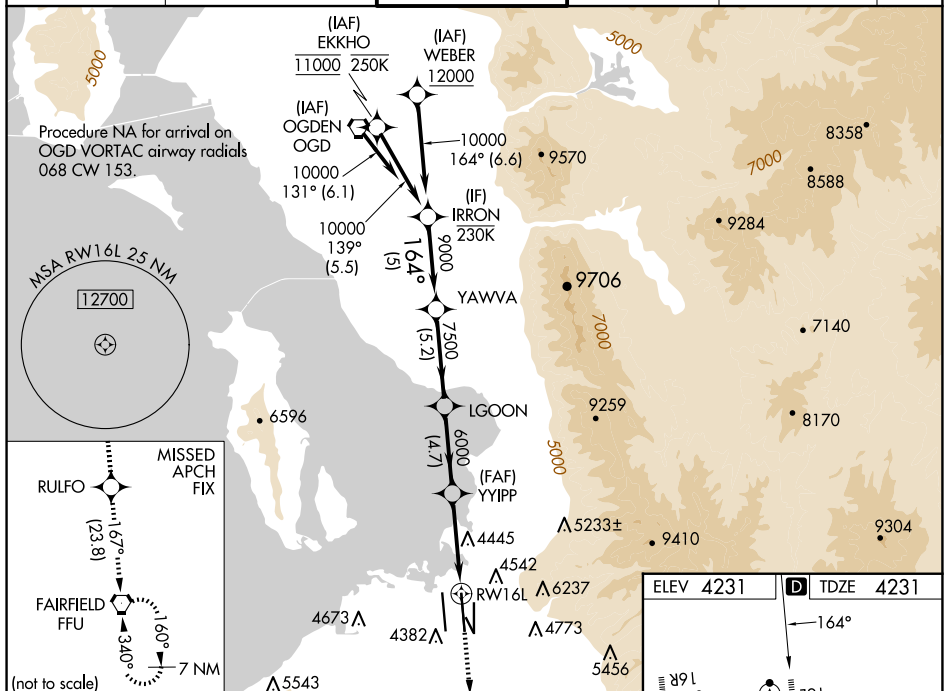 5000
Procedure NA for arrival on
OGD VORTAC airway radials
068 CW 153.
(IAF)
EKKHO
11000 250K
(IAF)
WEBER
12000
(IAF)
OGDEN
OGD
10000
131° (6.1)
10000
139°
(5.5)
10000
164° (6.6)
(IF)
IRRON
230K
9000
164°
(5)
YAWVA
7500
(5.2)
LGOON
6000
(4.7)
(FAF)
YYIPP
RW16L
5000
9570
8358
7000
8588
9284
9706
7000
7140
9259
8170
5000
5233±
9410
9304
4445
4542
6237
4673
4382
4773
5456
5543
6596
MSA RW16L 25 NM
12700
MISSED
APCH
FIX
RULFO
167°
(23.8)
FAIRFIELD
FFU
160°
340°
7 NM
(not to scale)
ELEV 4231
D
TDZE 4231
164°
16R